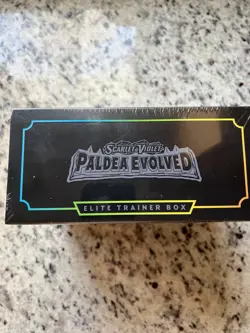 SCARLET & VIOLET
PALDEA EVOLVED
ELITE TRAINER BOX